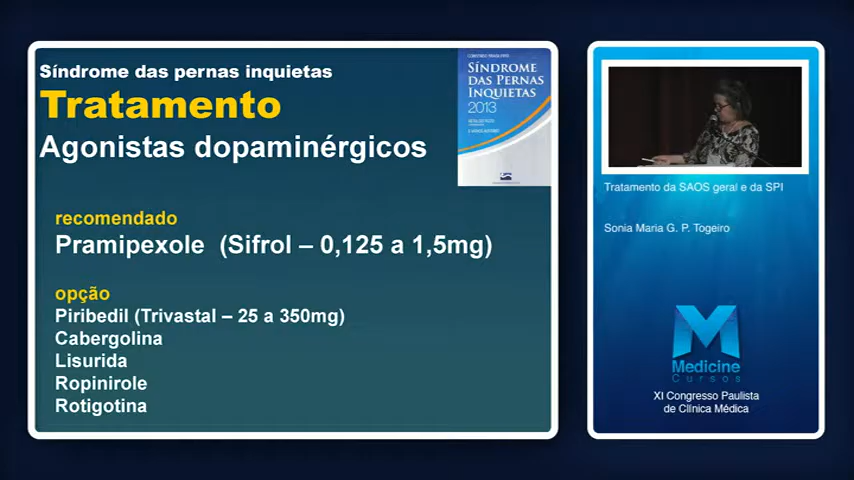 Síndrome das pernas inquietas
Tratamento
Agonistas dopaminérgicos
SÍNDROME
DAS PERNAS
INQUIETAS
2013
recomendado
Pramipexole (Sifrol – 0,125 a 1,5mg)
opção
Piribedil (Trivastal – 25 a 350mg)
Cabergolina
Lisurida
Ropinirole
Rotigotina
Tratamento da SAOS geral e da SPI
Sonia Maria G. P. Togeiro
Medicine
Cursos
XI Congresso Paulista
de Clínica Médica